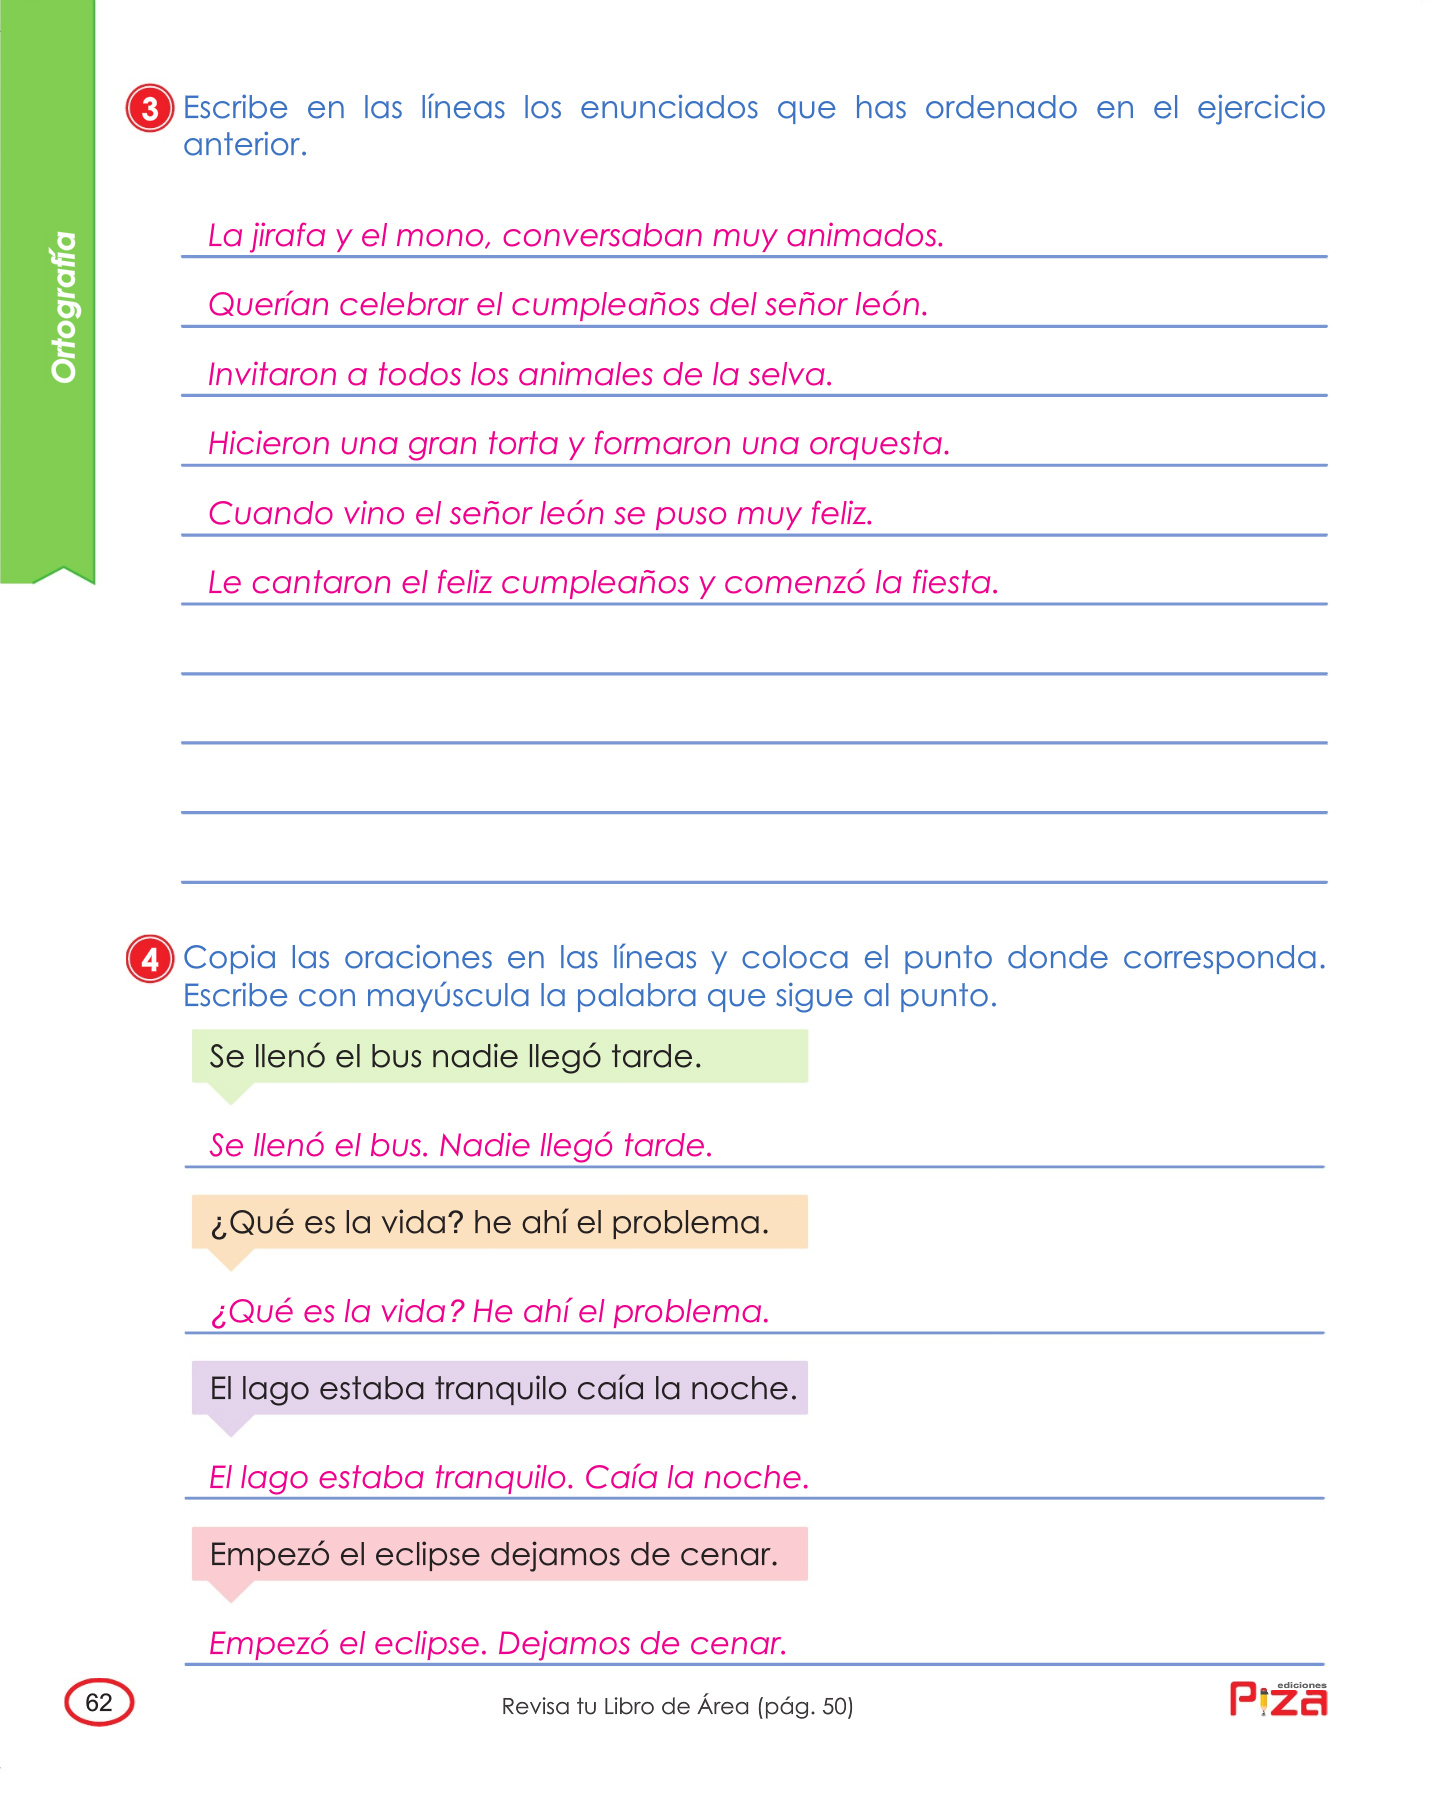 Ortografía
3 Escribe en las líneas los enunciados que has ordenado en el ejercicio
anterior.
La jirafa y el mono, conversaban muy animados.
Querían celebrar el cumpleaños del señor león.
Invitaron a todos los animales de la selva.
Hicieron una gran torta y formaron una orquesta.
Cuando vino el señor león se puso muy feliz.
Le cantaron el feliz cumpleaños y comenzó la fiesta.
4 Copia las oraciones en las líneas y coloca el punto donde corresponda.
Escribe con mayúscula la palabra que sigue al punto.
Se llenó el bus nadie llegó tarde.
Se llenó el bus. Nadie llegó tarde.
¿Qué es la vida? he ahí el problema.
¿Qué es la vida? He ahí el problema.
El lago estaba tranquilo caía la noche.
El lago estaba tranquilo. Caía la noche.
Empezó el eclipse dejamos de cenar.
Empezó el eclipse. Dejamos de cenar.
62
Revisa tu Libro de Área (pág. 50)
ediciones
Piza